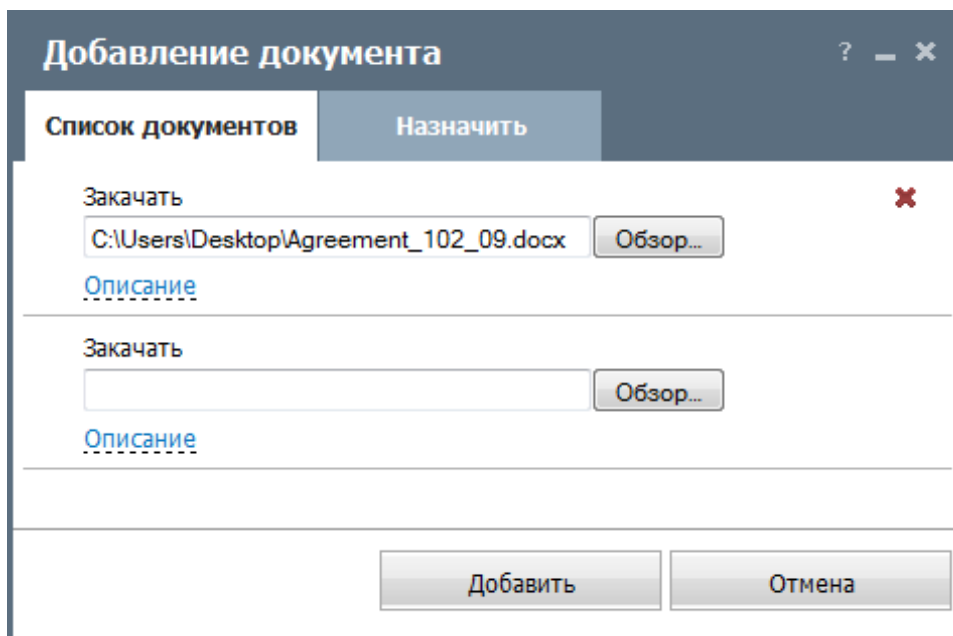 Добавление документа ?
Список документов Назначить
Закачать
C:\Users\Desktop\Agreement_102_09.docx Обзор...
Описание
Закачать
Обзор...
Описание
Добавить Отмена